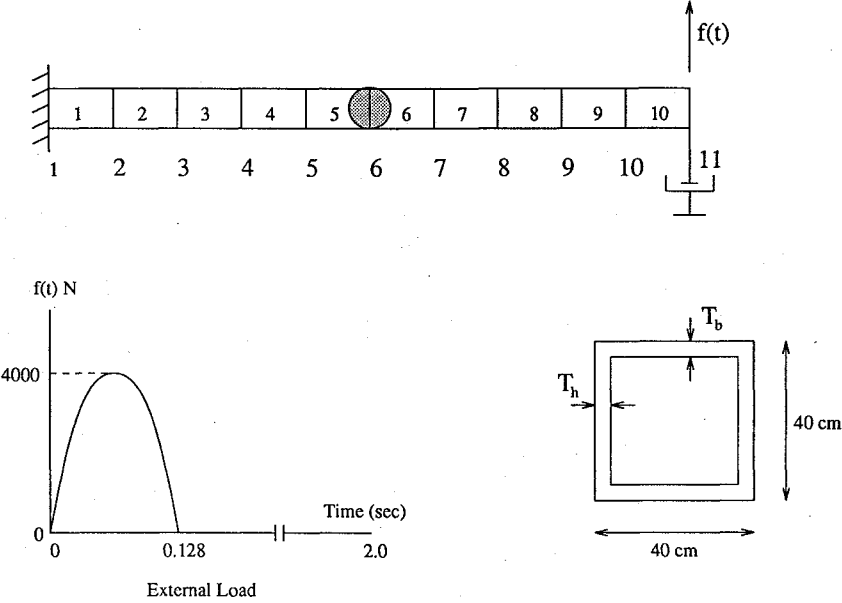 f(t)
1 2 3 4 5 6 7 8 9 10
1 2 3 4 5 6 7 8 9 10 11
f(t) N
4000
0
0 0.128 2.0
Time (sec)
External Load
T_b
T_h
40 cm
40 cm